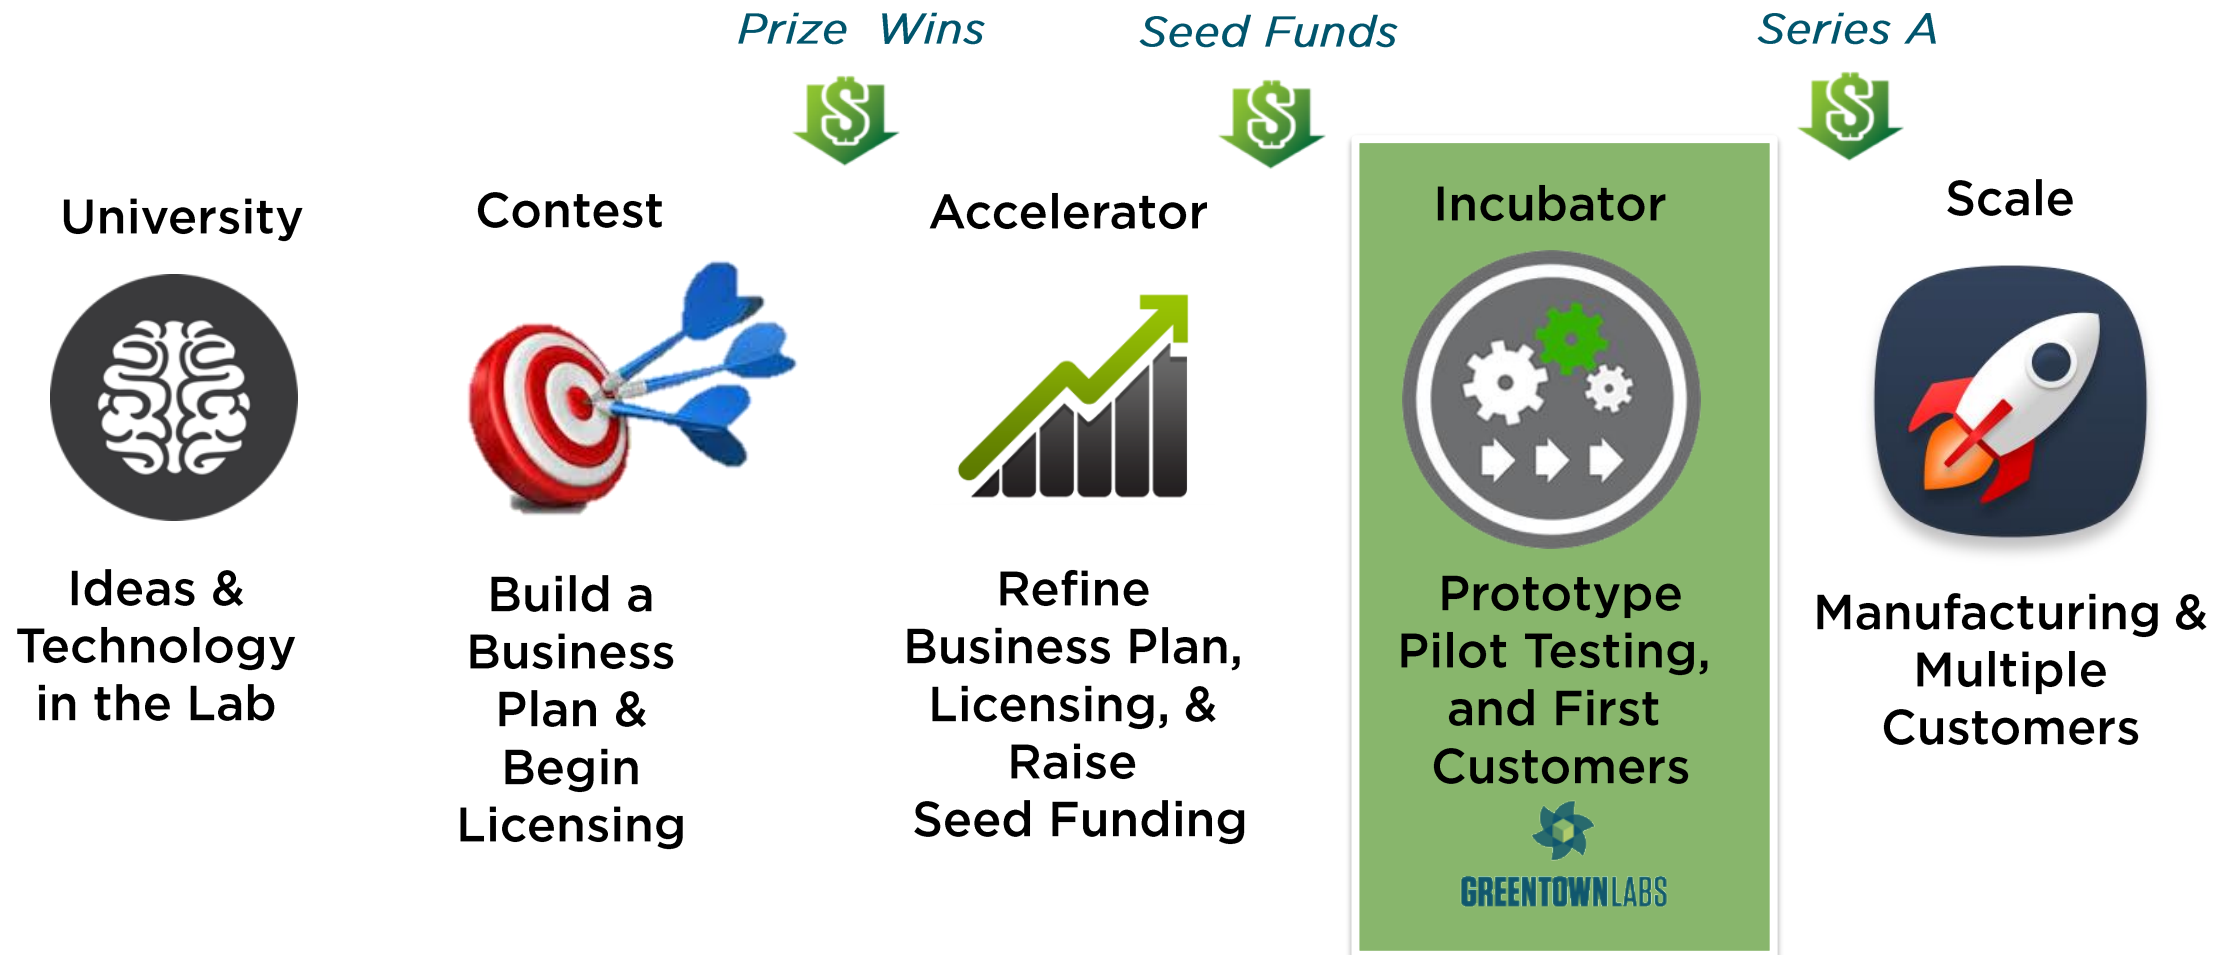 Prize Wins
Seed Funds
Series A
University
Contest
Accelerator
Incubator
Scale
Ideas &
Technology
in the Lab
Build a
Business
Plan &
Begin
Licensing
Refine
Business Plan,
Licensing, &
Raise
Seed Funding
Prototype
Pilot Testing,
and First
Customers
GREENTOWNLABS
Manufacturing &
Multiple
Customers